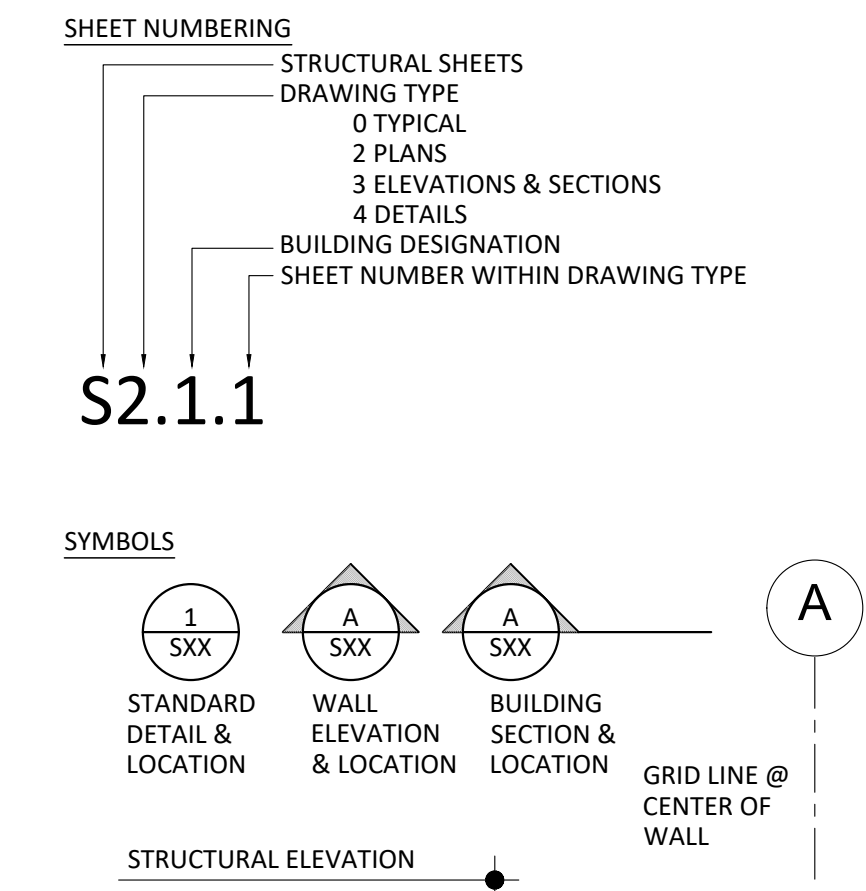 SHEET NUMBERING
STRUCTURAL SHEETS
DRAWING TYPE
0 TYPICAL
2 PLANS
3 ELEVATIONS & SECTIONS
4 DETAILS
BUILDING DESIGNATION
SHEET NUMBER WITHIN DRAWING TYPE
S2.1.1
SYMBOLS
1
SXX
STANDARD
DETAIL &
LOCATION
A
SXX
WALL
ELEVATION
& LOCATION
A
SXX
BUILDING
SECTION &
LOCATION
A
GRID LINE @
CENTER OF
WALL
STRUCTURAL ELEVATION